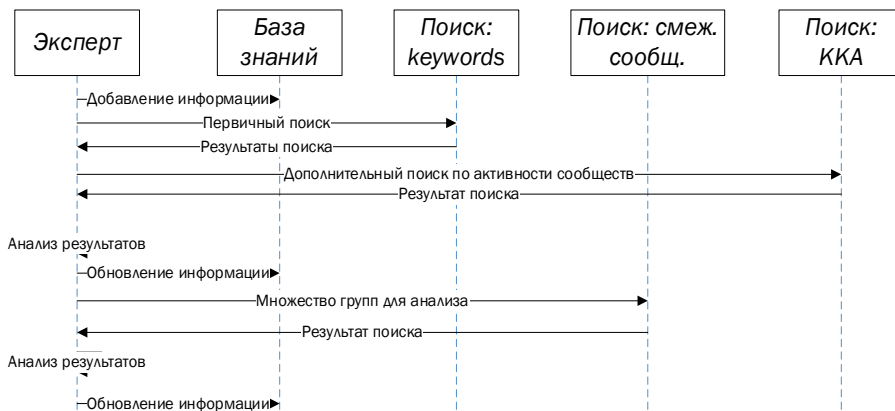 Эксперт
База
знаний
Поиск:
keywords
Поиск: смеж.
сообщ.
Поиск:
ККА
Добавление информации
Первичный поиск
Результаты поиска
Дополнительный поиск по активности сообществ
Результат поиска
Анализ результатов
Обновление информации
Множество групп для анализа
Результат поиска
Анализ результатов
Обновление информации